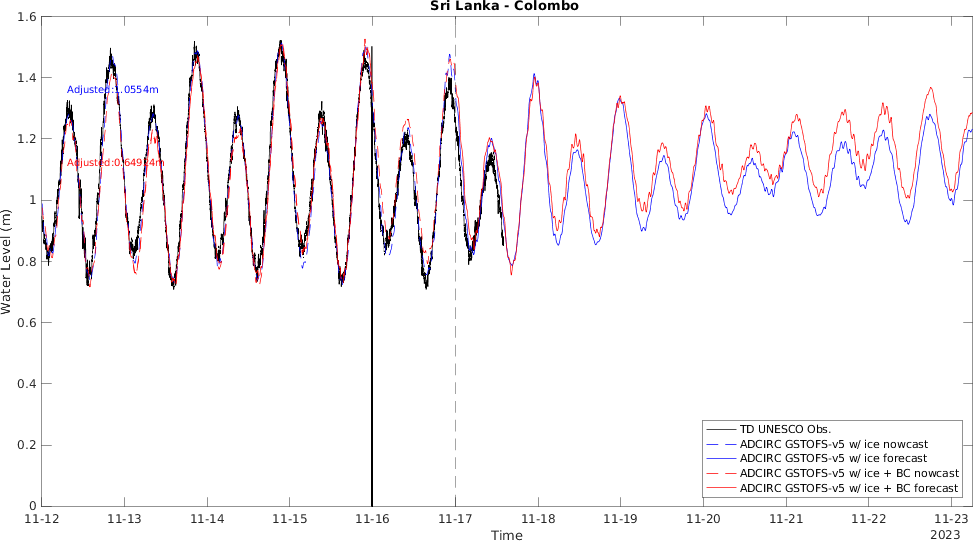 Sri Lanka - Colombo
1.6
1.4
1.2
1
0.8
0.6
0.4
0.2
0
Water Level (m)
Adjusted:1.0554m
TD UNESCO Obs.
ADCIRC GSTOFS-v5 w/ ice nowcast
ADCIRC GSTOFS-v5 w/ ice forecast
ADCIRC GSTOFS-v5 w/ ice + BC nowcast
ADCIRC GSTOFS-v5 w/ ice + BC forecast
11-12 11-13 11-14 11-15 11-16 11-17 11-18 11-19 11-20 11-21 11-22 11-23
Time
2023